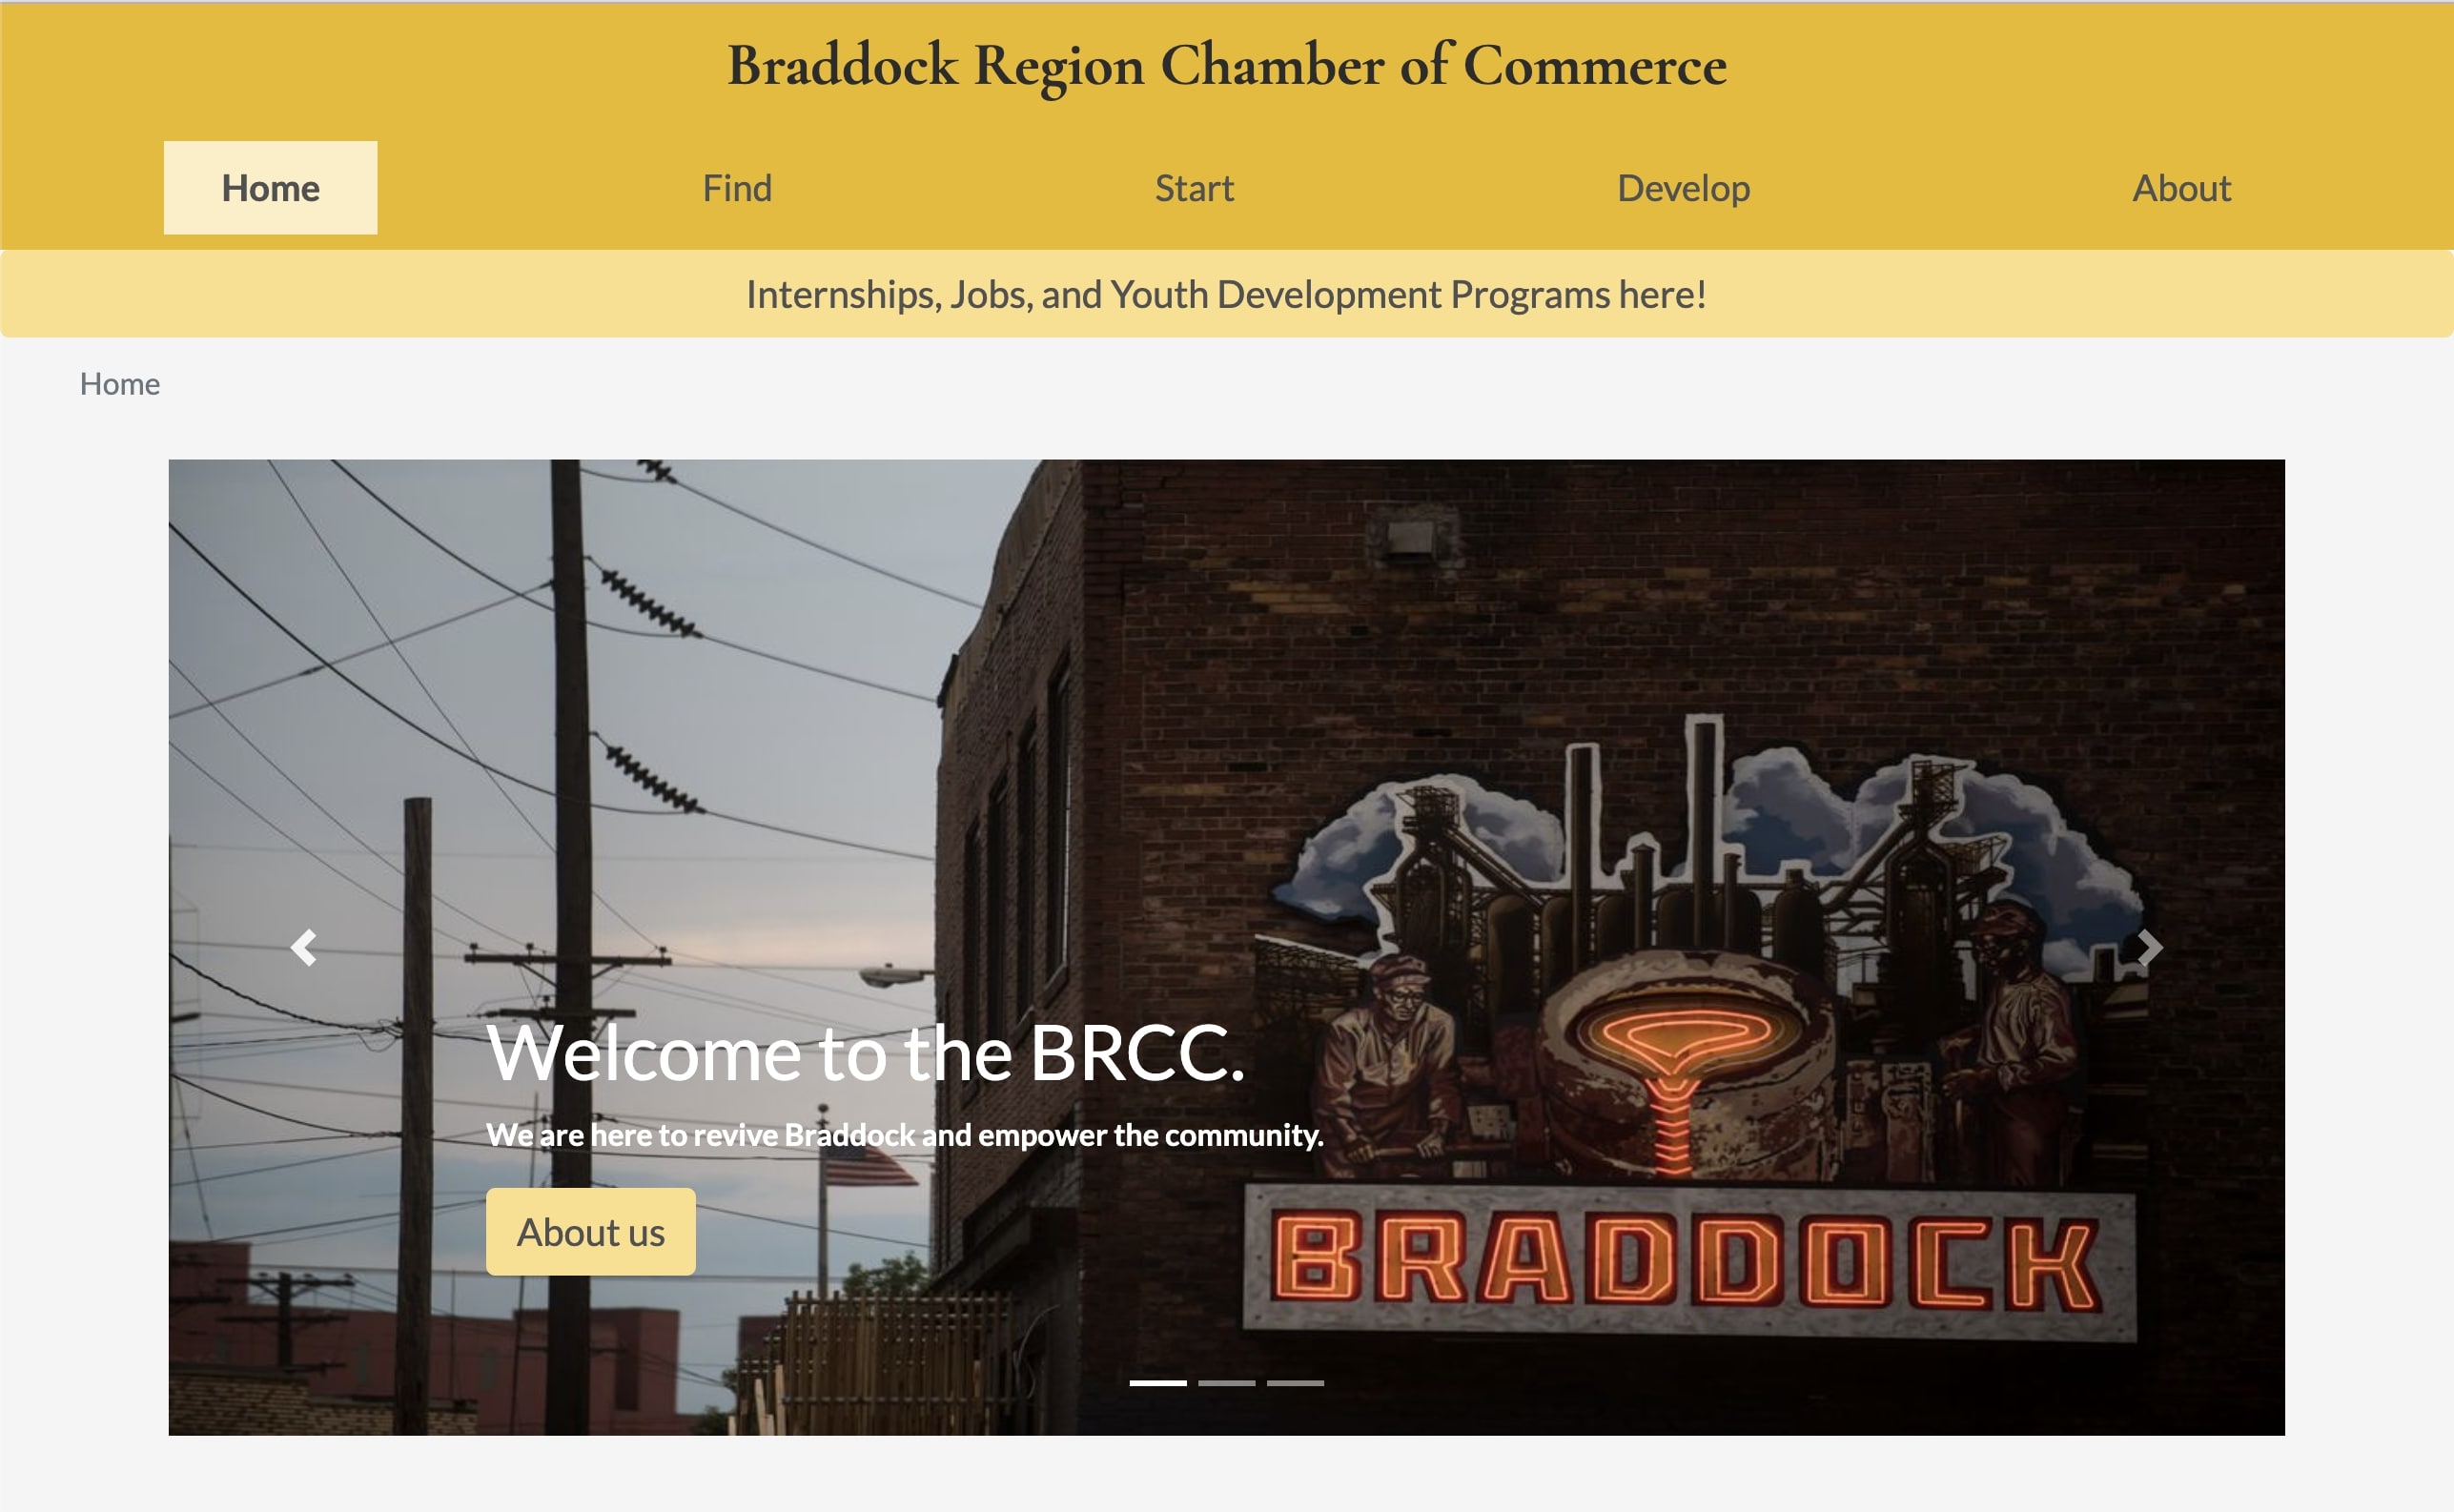 Braddock Region Chamber of Commerce
Home
Find
Start
Develop
About
Internships, Jobs, and Youth Development Programs here!
Home
Welcome to the BRCC.
We are here to revive Braddock and empower the community.
About us
BRADDOCK